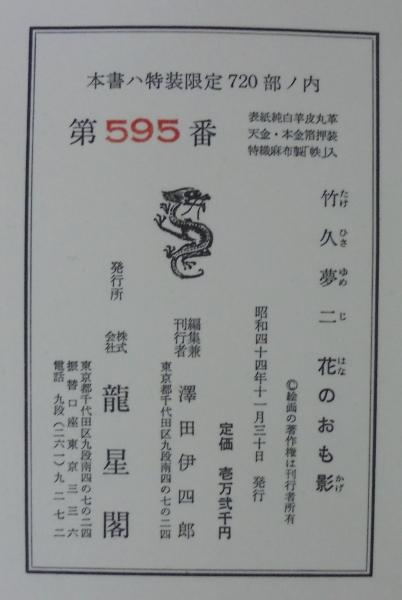 本書ハ特装限定720部ノ内
第595番
表紙純白羊皮丸革
天金・本金箔押装
特織麻布製「帙」入
竹久夢二 花のおも影
たけ ひさ ゆめ じ はな かげ
©絵画の著作権は刊行者所有
昭和四十四年十一月三十日 発行
定価 壱万弐千円
編集兼
刊行者
澤田伊四郎
東京都千代田区九段南四の七の二四
発行所
株式
会社
龍星閣
東京都千代田区九段南四の七の二四
振替口座東京三三六
電話 九段(二六一)九二七二